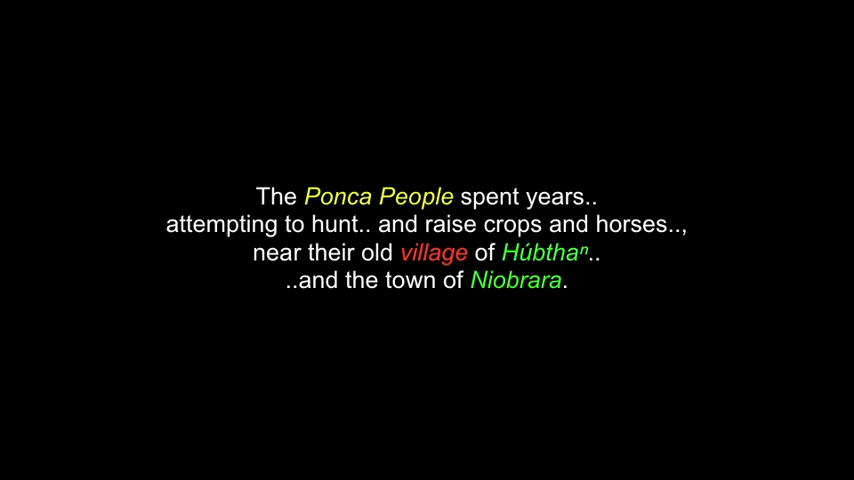 The Ponca People spent years..
attempting to hunt.. and raise crops and horses..,
near their old village of Húbthaⁿ..
..and the town of Niobrara.